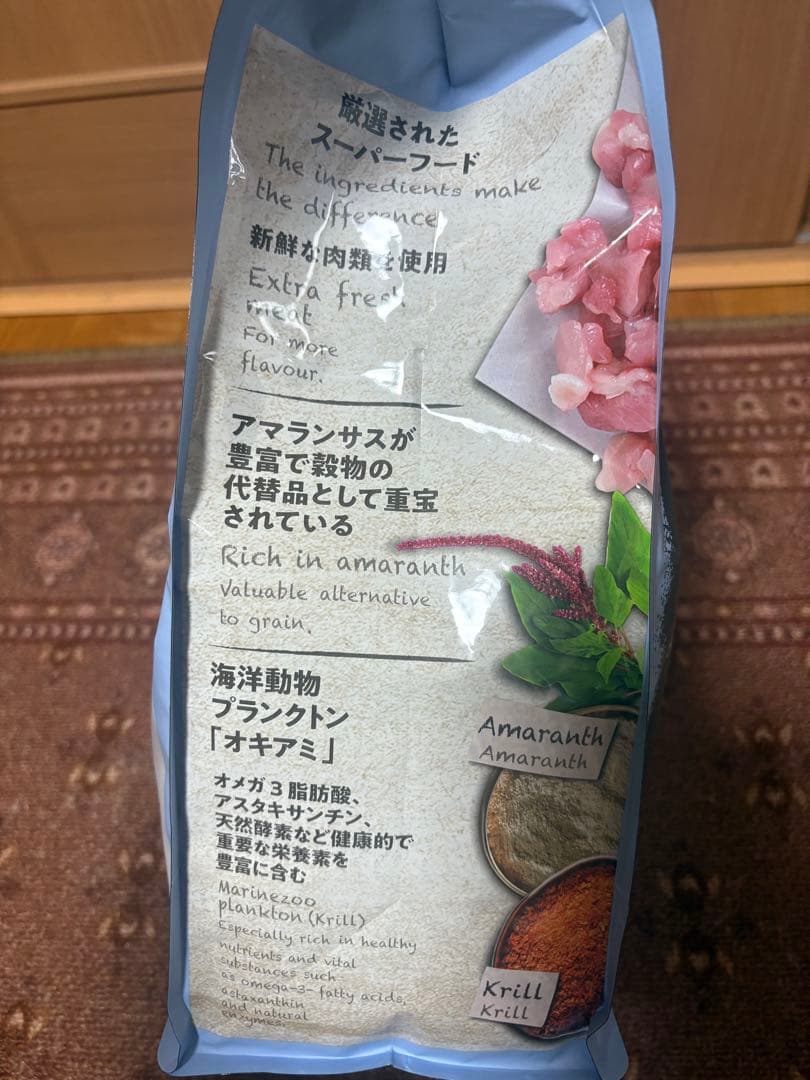 厳選された
スーパーフード
The ingredients make
the difference
新鮮な肉類を使用
Extra fresh
meat
For more
flavour.
アマランサスが
豊富で穀物の
代替品として重宝
されている
Rich in amaranth
Valuable alternative
to grain.
海洋動物
プランクトン
「オキアミ」
オメガ3脂肪酸、
アスタキサンチン、
天然酵素など健康的で
重要な栄養素を
豊富に含む
Marinezoo
plankton (Krill)
Especially rich in healthy
nutrients and vital
substances such
as omega-3- fatty acids,
astaxanthin
and natural
enzymes.
Amaranth
Amaranth
Krill
Krill